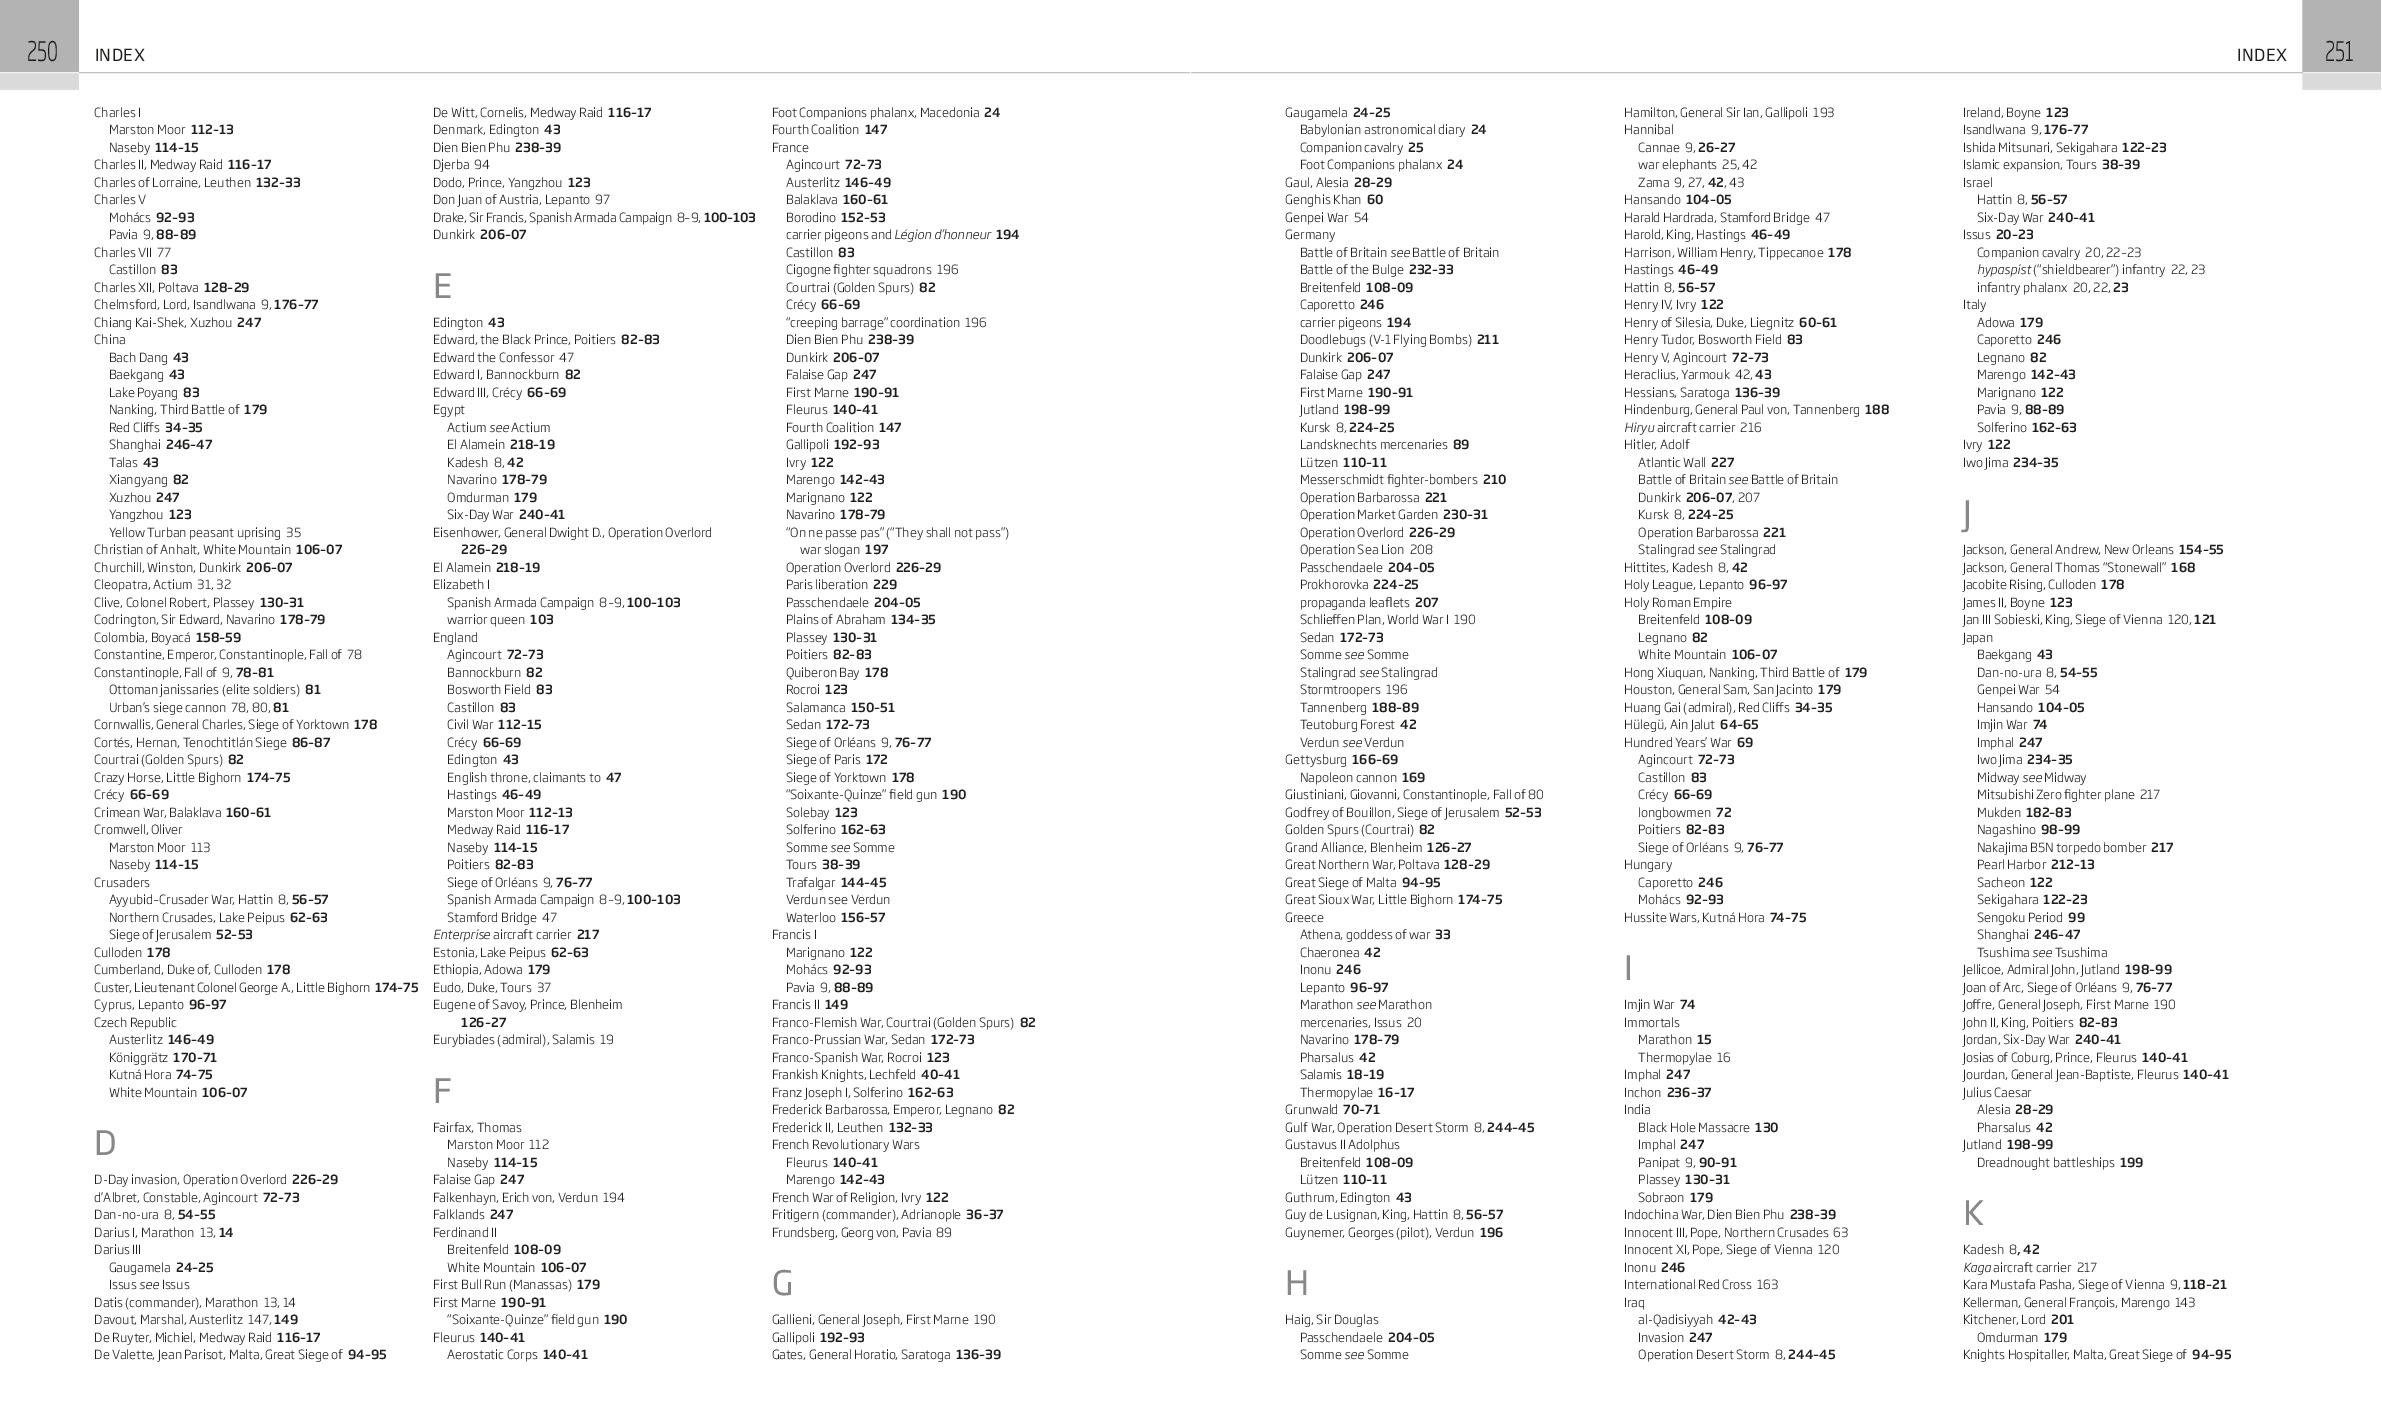 250
INDEX
Charles I
Marston Moor 112–13
Naseby 114–15
Charles II, Medway Raid 116–17
Charles of Lorraine, Leuthen 132–33
Charles V
Mohács 92–93
Pavia 9, 88–89
Charles VII 77
Castillon 83
Charles XII, Poltava 128–29
Chelmsford, Lord, Isandlwana 9, 176–77
Chiang Kai-Shek, Xuzhou 247
China
Bach Dang 43
Baekgang 43
Lake Poyang 83
Nanking, Third Battle of 179
Red Cliffs 34–35
Shanghai 246–47
Talas 43
Xiangyang 82
Xuzhou 247
Yangzhou 123
Yellow Turban peasant uprising 35
Christian of Anhalt, White Mountain 106–07
Churchill, Winston, Dunkirk 206–07
Cleopatra, Actium 31, 32
Clive, Colonel Robert, Plassey 130–31
Codrington, Sir Edward, Navarino 178–79
Colombia, Boyacá 158–59
Constantine, Emperor, Constantinople, Fall of 78
Constantinople, Fall of 9, 78–81
Ottoman janissaries (elite soldiers) 81
Urban's siege cannon 78, 80, 81
Cornwallis, General Charles, Siege of Yorktown 178
Cortés, Hernan, Tenochtitlán Siege 86–87
Courtrai (Golden Spurs) 82
Crazy Horse, Little Bighorn 174–75
Crécy 66–69
Crimean War, Balaklava 160–61
Cromwell, Oliver
Marston Moor 113
Naseby 114–15
Crusaders
Ayyubid–Crusader War, Hattin 8, 56–57
Northern Crusades, Lake Peipus 62–63
Siege of Jerusalem 52–53
Culloden 178
Cumberland, Duke of, Culloden 178
Custer, Lieutenant Colonel George A., Little Bighorn 174–75
Cyprus, Lepanto 96–97
Czech Republic
Austerlitz 146–49
Königgrätz 170–71
Kutná Hora 74–75
White Mountain 106–07
D
D-Day invasion, Operation Overlord 226–29
d'Albret, Constable, Agincourt 72–73
Dan-no-ura 8, 54–55
Darius I, Marathon 13, 14
Darius III
Gaugamela 24–25
Issus see Issus
Datis (commander), Marathon 13, 14
Davout, Marshal, Austerlitz 147, 149
De Ruyter, Michiel, Medway Raid 116–17
De Valette, Jean Parisot, Malta, Great Siege of 94–95
De Witt, Cornelis, Medway Raid 116–17
Denmark, Edington 43
Dien Bien Phu 238–39
Djerba 94
Dodo, Prince, Yangzhou 123
Don Juan of Austria, Lepanto 97
Drake, Sir Francis, Spanish Armada Campaign 8–9, 100–103
Dunkirk 206–07
E
Edington 43
Edward, the Black Prince, Poitiers 82–83
Edward the Confessor 47
Edward I, Bannockburn 82
Edward III, Crécy 66–69
Egypt
Actium see Actium
El Alamein 218–19
Kadesh 8, 42
Navarino 178–79
Omdurman 179
Six-Day War 240–41
Eisenhower, General Dwight D., Operation Overlord
226–29
El Alamein 218–19
Elizabeth I
Spanish Armada Campaign 8–9, 100–103
warrior queen 103
England
Agincourt 72–73
Bannockburn 82
Bosworth Field 83
Castillon 83
Civil War 112–15
Crécy 66–69
Edington 43
English throne, claimants to 47
Hastings 46–49
Marston Moor 112–13
Medway Raid 116–17
Naseby 114–15
Poitiers 82–83
Siege of Orléans 9, 76–77
Spanish Armada Campaign 8–9, 100–103
Stamford Bridge 47
Enterprise aircraft carrier 217
Estonia, Lake Peipus 62–63
Ethiopia, Adowa 179
Eudo, Duke, Tours 37
Eugene of Savoy, Prince, Blenheim
126–27
Eurybiades (admiral), Salamis 19
F
Fairfax, Thomas
Marston Moor 112
Naseby 114–15
Falaise Gap 247
Falkenhayn, Erich von, Verdun 194
Falklands 247
Ferdinand II
Breitenfeld 108–09
White Mountain 106–07
First Bull Run (Manassas) 179
First Marne 190–91
"Soixante-Quinze" field gun 190
Fleurus 140–41
Aerostatic Corps 140–41
Foot Companions phalanx, Macedonia 24
Fourth Coalition 147
France
Agincourt 72–73
Austerlitz 146–49
Balaklava 160–61
Borodino 152–53
carrier pigeons and Légion d'honneur 194
Castillon 83
Cigogne fighter squadrons 196
Courtrai (Golden Spurs) 82
Crécy 66–69
"creeping barrage" coordination 196
Dien Bien Phu 238–39
Dunkirk 206–07
Falaise Gap 247
First Marne 190–91
Fleurus 140–41
Fourth Coalition 147
Gallipoli 192–93
Ivry 122
Marengo 142–43
Marignano 122
Navarino 178–79
"On ne passe pas" ("They shall not pass")
war slogan 197
Operation Overlord 226–29
Paris liberation 229
Passchendaele 204–05
Plains of Abraham 134–35
Plassey 130–31
Poitiers 82–83
Quiberon Bay 178
Rocroi 123
Salamanca 150–51
Sedan 172–73
Siege of Orléans 9, 76–77
Siege of Paris 172
Siege of Yorktown 178
"Soixante-Quinze" field gun 190
Solebay 123
Solferino 162–63
Somme see Somme
Tours 38–39
Trafalgar 144–45
Verdun see Verdun
Waterloo 156–57
Francis I
Marignano 122
Mohács 92–93
Pavia 9, 88–89
Francis II 149
Franco-Flemish War, Courtrai (Golden Spurs) 82
Franco-Prussian War, Sedan 172–73
Franco-Spanish War, Rocroi 123
Frankish Knights, Lechfeld 40–41
Franz Joseph I, Solferino 162–63
Frederick Barbarossa, Emperor, Legnano 82
Frederick II, Leuthen 132–33
French Revolutionary Wars
Fleurus 140–41
Marengo 142–43
French War of Religion, Ivry 122
Fritigern (commander), Adrianople 36–37
Frundsberg, Georg von, Pavia 89
G
Gallieni, General Joseph, First Marne 190
Gallipoli 192–93
Gates, General Horatio, Saratoga 136–39
INDEX
251
Gaugamela 24–25
Babylonian astronomical diary 24
Companion cavalry 25
Foot Companions phalanx 24
Gaul, Alesia 28–29
Genghis Khan 60
Genpei War 54
Germany
Battle of Britain see Battle of Britain
Battle of the Bulge 232–33
Breitenfeld 108–09
Caporetto 246
carrier pigeons 194
Doodlebugs (V-1 Flying Bombs) 211
Dunkirk 206–07
Falaise Gap 247
First Marne 190–91
Jutland 198–99
Kursk 8, 224–25
Landsknechts mercenaries 89
Lützen 110–11
Messerschmidt fighter-bombers 210
Operation Barbarossa 221
Operation Market Garden 230–31
Operation Overlord 226–29
Operation Sea Lion 208
Passchendaele 204–05
Prokhorovka 224–25
propaganda leaflets 207
Schlieffen Plan, World War I 190
Sedan 172–73
Somme see Somme
Stalingrad see Stalingrad
Stormtroopers 196
Tannenberg 188–89
Teutoburg Forest 42
Verdun see Verdun
Gettysburg 166–69
Napoleon cannon 169
Giustiniani, Giovanni, Constantinople, Fall of 80
Godfrey of Bouillon, Siege of Jerusalem 52–53
Golden Spurs (Courtrai) 82
Grand Alliance, Blenheim 126–27
Great Northern War, Poltava 128–29
Great Siege of Malta 94–95
Great Sioux War, Little Bighorn 174–75
Greece
Athena, goddess of war 33
Chaeronea 42
Inonu 246
Lepanto 96–97
Marathon see Marathon
mercenaries, Issus 20
Navarino 178–79
Pharsalus 42
Salamis 18–19
Thermopylae 16–17
Grunwald 70–71
Gulf War, Operation Desert Storm 8, 244–45
Gustavus II Adolphus
Breitenfeld 108–09
Lützen 110–11
Guthrum, Edington 43
Guy de Lusignan, King, Hattin 8, 56–57
Guynemer, Georges (pilot), Verdun 196
H
Haig, Sir Douglas
Passchendaele 204–05
Somme see Somme
Hamilton, General Sir Ian, Gallipoli 193
Hannibal
Cannae 9, 26–27
war elephants 25, 42
Zama 9, 27, 42, 43
Hansando 104–05
Harald Hardrada, Stamford Bridge 47
Harold, King, Hastings 46–49
Harrison, William Henry, Tippecanoe 178
Hastings 46–49
Hattin 8, 56–57
Henry IV, Ivry 122
Henry of Silesia, Duke, Liegnitz 60–61
Henry Tudor, Bosworth Field 83
Henry V, Agincourt 72–73
Heraclius, Yarmouk 42, 43
Hessians, Saratoga 136–39
Hindenburg, General Paul von, Tannenberg 188
Hiryu aircraft carrier 216
Hitler, Adolf
Atlantic Wall 227
Battle of Britain see Battle of Britain
Dunkirk 206–07, 207
Kursk 8, 224–25
Operation Barbarossa 221
Stalingrad see Stalingrad
Hittites, Kadesh 8, 42
Holy League, Lepanto 96–97
Holy Roman Empire
Breitenfeld 108–09
Legnano 82
White Mountain 106–07
Hong Xiuquan, Nanking, Third Battle of 179
Houston, General Sam, San Jacinto 179
Huang Gai (admiral), Red Cliffs 34–35
Hülegü, Ain Jalut 64–65
Hundred Years' War 69
Agincourt 72–73
Castillon 83
Crécy 66–69
longbowmen 72
Poitiers 82–83
Siege of Orléans 9, 76–77
Hungary
Caporetto 246
Mohács 92–93
Hussite Wars, Kutná Hora 74–75
I
Imjin War 74
Immortals
Marathon 15
Thermopylae 16
Imphal 247
Inchon 236–37
India
Black Hole Massacre 130
Imphal 247
Panipat 9, 90–91
Plassey 130–31
Sobraon 179
Indochina War, Dien Bien Phu 238–39
Innocent III, Pope, Northern Crusades 63
Innocent XI, Pope, Siege of Vienna 120
Inonu 246
International Red Cross 163
Iraq
al-Qadisiyyah 42–43
Invasion 247
Operation Desert Storm 8, 244–45
Ireland, Boyne 123
Isandlwana 9, 176–77
Ishida Mitsunari, Sekigahara 122–23
Islamic expansion, Tours 38–39
Israel
Hattin 8, 56–57
Six-Day War 240–41
Issus 20–23
Companion cavalry 20, 22–23
hypaspist ("shieldbearer") infantry 22, 23
infantry phalanx 20, 22, 23
Italy
Adowa 179
Caporetto 246
Legnano 82
Marengo 142–43
Marignano 122
Pavia 9, 88–89
Solferino 162–63
Ivry 122
Iwo Jima 234–35
J
Jackson, General Andrew, New Orleans 154–55
Jackson, General Thomas "Stonewall" 168
Jacobite Rising, Culloden 178
James II, Boyne 123
Jan III Sobieski, King, Siege of Vienna 120, 121
Japan
Baekgang 43
Dan-no-ura 8, 54–55
Genpei War 54
Hansando 104–05
Imjin War 74
Imphal 247
Iwo Jima 234–35
Midway see Midway
Mitsubishi Zero fighter plane 217
Mukden 182–83
Nagashino 98–99
Nakajima B5N torpedo bomber 217
Pearl Harbor 212–13
Sacheon 122
Sekigahara 122–23
Sengoku Period 99
Shanghai 246–47
Tsushima see Tsushima
Jellicoe, Admiral John, Jutland 198–99
Joan of Arc, Siege of Orléans 9, 76–77
Joffre, General Joseph, First Marne 190
John II, King, Poitiers 82–83
Jordan, Six-Day War 240–41
Josias of Coburg, Prince, Fleurus 140–41
Jourdan, General Jean-Baptiste, Fleurus 140–41
Julius Caesar
Alesia 28–29
Pharsalus 42
Jutland 198–99
Dreadnought battleships 199
K
Kadesh 8, 42
Kaga aircraft carrier 217
Kara Mustafa Pasha, Siege of Vienna 9, 118–21
Kellerman, General François, Marengo 143
Kitchener, Lord 201
Omdurman 179
Knights Hospitaller, Malta, Great Siege of 94–95